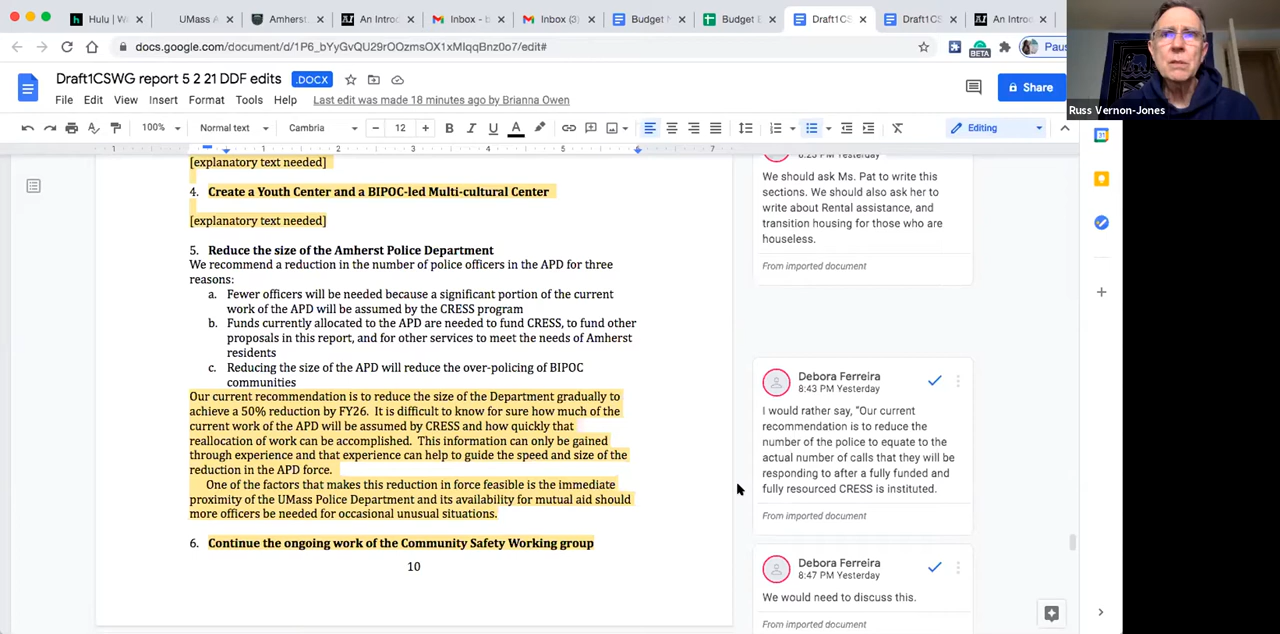 Hulu | W
UMass A
Amherst.
An Introc
Inbox - b
Inbox (3)
Budget N
Budget E
Draft1CS
Draft1CS
An Introc
docs.google.com/document/d/1P6_bYyGvQU29rOOzmsOX1xMIqqBnz0o7/edit#
BETA
Paus
Draft1CSWG report 5 2 21 DDF edits
.DOCX
Share
File Edit View Insert Format Tools Help Last edit was made 18 minutes ago by Brianna Owen
100% Normal text Cambria 12 B I U A Editing
1 1 2 3 4 5 7
Russ Vernon-Jones
[explanatory text needed]
4. Create a Youth Center and a BIPOC-led Multi-cultural Center
[explanatory text needed]
5. Reduce the size of the Amherst Police Department
We recommend a reduction in the number of police officers in the APD for three
reasons:
a. Fewer officers will be needed because a significant portion of the current
work of the APD will be assumed by the CRESS program
b. Funds currently allocated to the APD are needed to fund CRESS, to fund other
proposals in this report, and for other services to meet the needs of Amherst
residents
c. Reducing the size of the APD will reduce the over-policing of BIPOC
communities
Our current recommendation is to reduce the size of the Department gradually to
achieve a 50% reduction by FY26. It is difficult to know for sure how much of the
current work of the APD will be assumed by CRESS and how quickly that
reallocation of work can be accomplished. This information can only be gained
through experience and that experience can help to guide the speed and size of the
reduction in the APD force.
One of the factors that makes this reduction in force feasible is the immediate
proximity of the UMass Police Department and its availability for mutual aid should
more officers be needed for occasional unusual situations.
6. Continue the ongoing work of the Community Safety Working group
10
8:23 PM Yesterday
We should ask Ms. Pat to write this
sections. We should also ask her to
write about Rental assistance, and
transition housing for those who are
houseless.
From imported document
Debora Ferreira
8:43 PM Yesterday
I would rather say, "Our current
recommendation is to reduce the
number of the police to equate to the
actual number of calls that they will be
responding to after a fully funded and
fully resourced CRESS is instituted.
From imported document
Debora Ferreira
8:47 PM Yesterday
We would need to discuss this.
From imported document